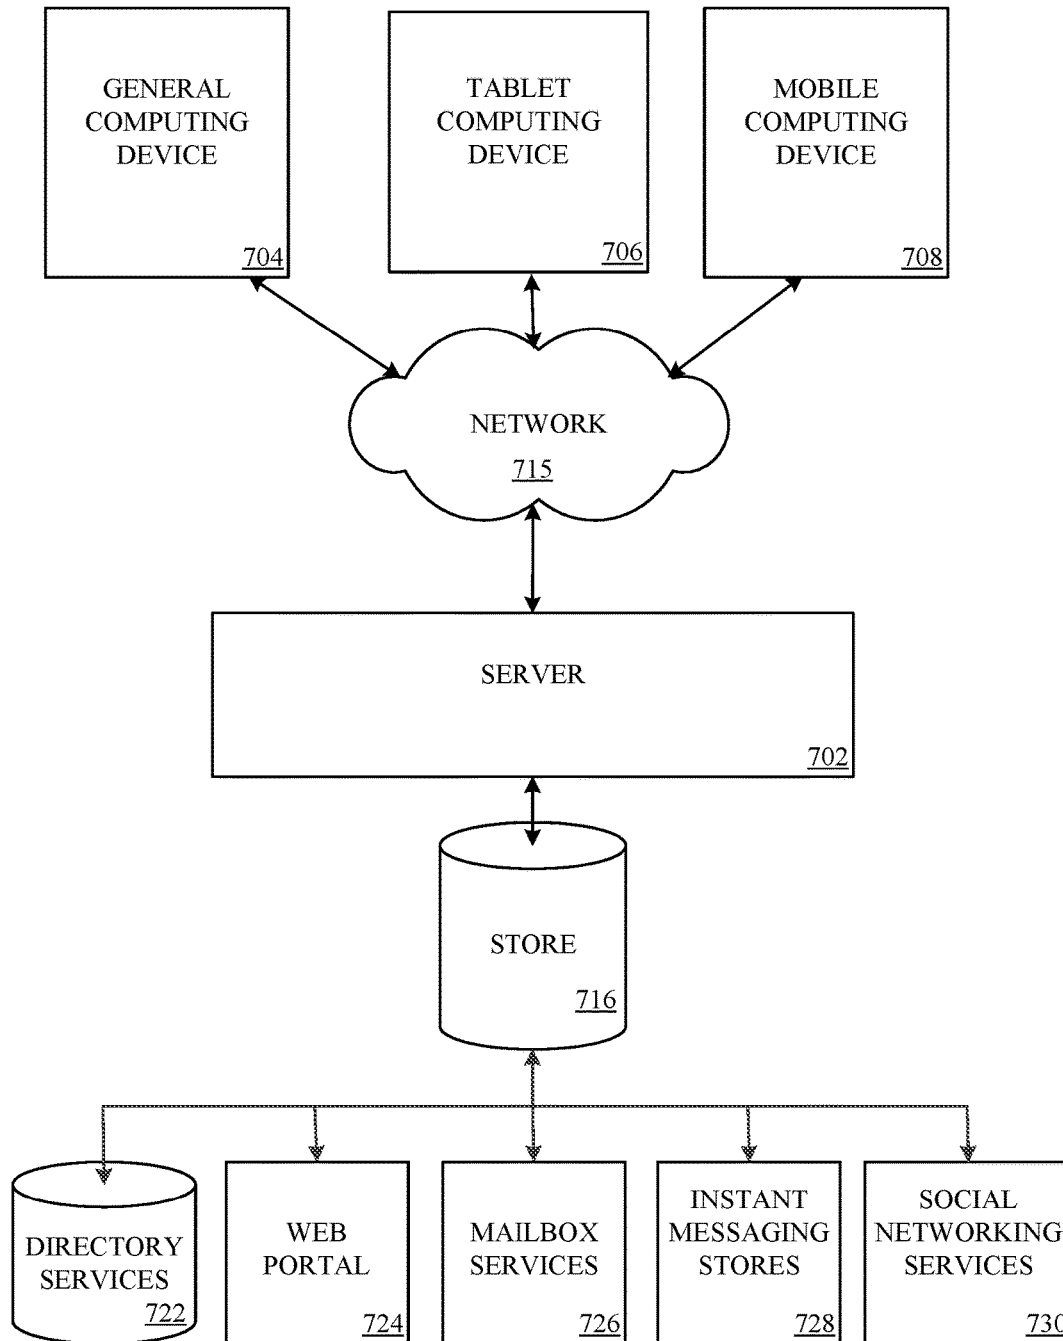 GENERAL
COMPUTING
DEVICE
704
TABLET
COMPUTING
DEVICE
706
MOBILE
COMPUTING
DEVICE
708
NETWORK
715
SERVER
702
STORE
716
DIRECTORY
SERVICES
722
WEB
PORTAL
724
MAILBOX
SERVICES
726
INSTANT
MESSAGING
STORES
728
SOCIAL
NETWORKING
SERVICES
730